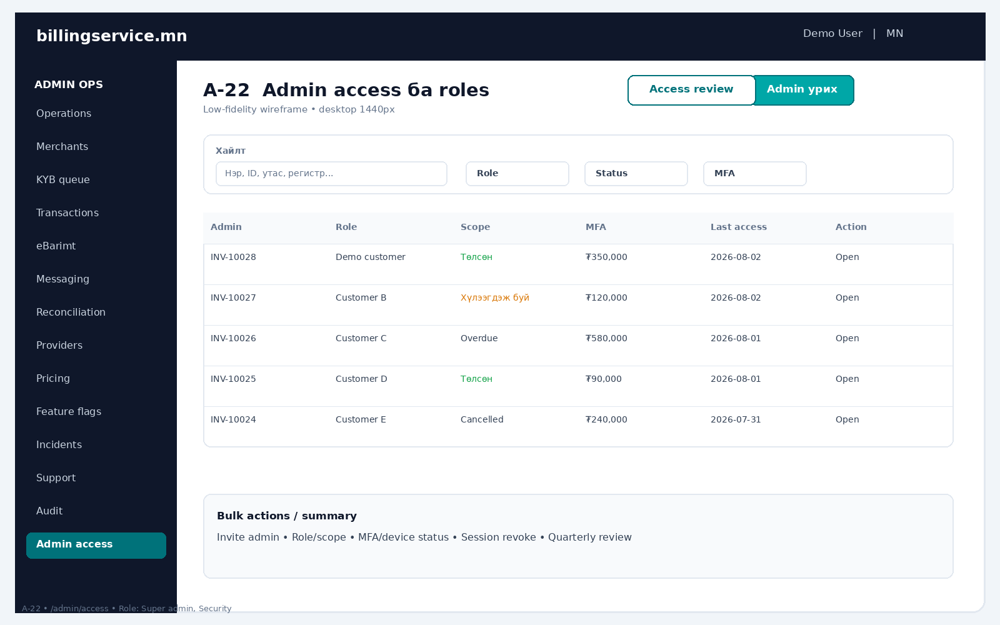 billingservice.mn
Demo User | MN
ADMIN OPS
Operations
Merchants
KYB queue
Transactions
eBarimt
Messaging
Reconciliation
Providers
Pricing
Feature flags
Incidents
Support
Audit
Admin access
A-22 Admin access ба roles
Low-fidelity wireframe • desktop 1440px
Access review
Admin урих
Хайлт
Нэр, ID, утас, регистр...
Role
Status
MFA
Admin Role Scope MFA Last access Action
INV-10028 Demo customer Төлсөн ₮350,000 2026-08-02 Open
INV-10027 Customer B Хүлээгдэж буй ₮120,000 2026-08-02 Open
INV-10026 Customer C Overdue ₮580,000 2026-08-01 Open
INV-10025 Customer D Төлсөн ₮90,000 2026-08-01 Open
INV-10024 Customer E Cancelled ₮240,000 2026-07-31 Open
Bulk actions / summary
Invite admin • Role/scope • MFA/device status • Session revoke • Quarterly review
A-22 • /admin/access • Role: Super admin, Security